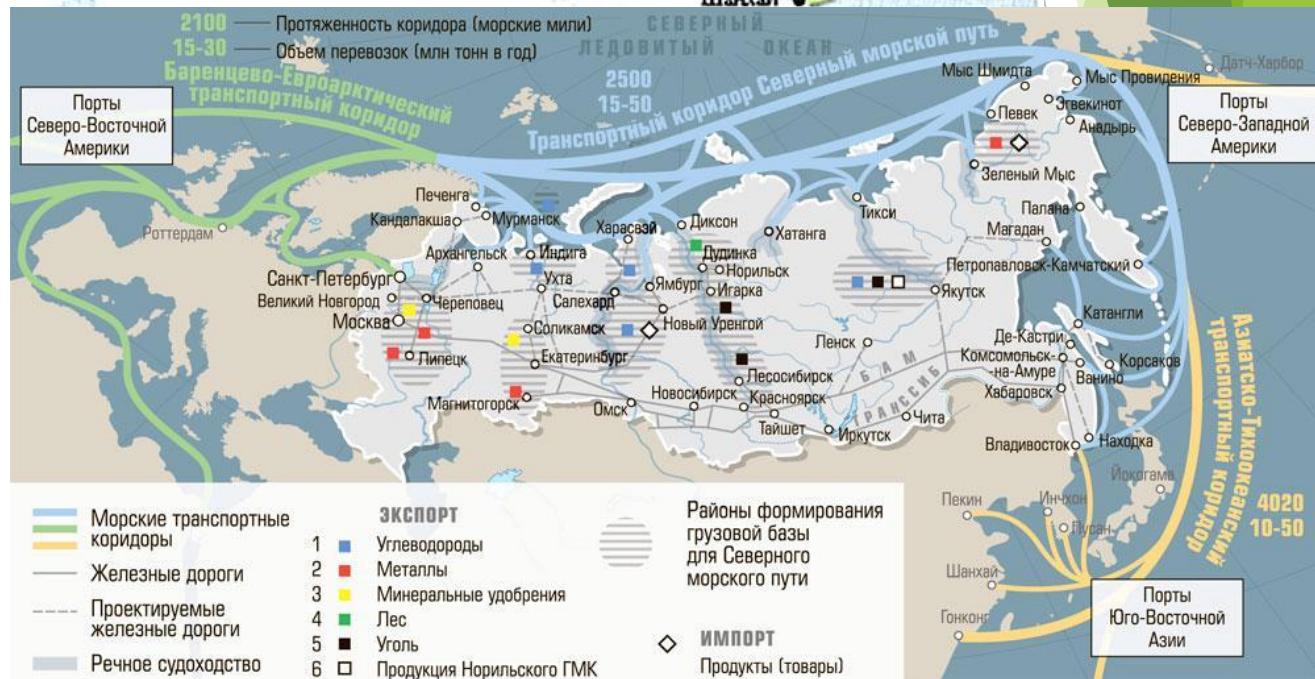 2100 — Протяженность коридора (морские мили)
15-30 — Объем перевозок (млн тонн в год)
Баренцево-Евроарктический
транспортный коридор
СЕВЕРНЫЙ
ЛЕДОВИТЫЙ ОКЕАН
2500
15-50
Транспортный коридор Северный морской путь
Порты
Северо-Восточной
Америки
Порты
Северо-Западной
Америки
Датч-Харбор
Мыс Шмидта
Мыс Провидения
Эгвекинот
Певек
Анадырь
Зеленый Мыс
Палана
Магадан
Петропавловск-Камчатский
Тикси
Хатанга
Диксон
Харасвэй
Печенга
Мурманск
Кандалакша
Роттердам
Архангельск
Индига
Дудинка
Норильск
Санкт-Петербург
Ухта
Ямбург
Игарка
Якутск
Великий Новгород
Череповец
Салехард
Катангли
Москва
Соликамск
Новый Уренгой
Де-Кастри
Ленск
Комсомольск-
-на-Амуре
Корсаков
Ванино
Липецк
Екатеринбург
Лесосибирск
БАМ
Хабаровск
Магнитогорск
Омск
Новосибирск
Красноярск
ТРАНССИБ
Тайшет
Иркутск
Чита
Владивосток
Находка
Азиатско-Тихоокеанский
транспортный коридор
4020
10-50
Пекин
Инчхон
Йокогама
Пусан
Шанхай
Гонконг
Порты
Юго-Восточной
Азии
Морские транспортные
коридоры
Железные дороги
Проектируемые
железные дороги
Речное судоходство
ЭКСПОРТ
1 Углеводороды
2 Металлы
3 Минеральные удобрения
4 Лес
5 Уголь
6 Продукция Норильского ГМК
Районы формирования
грузовой базы
для Северного
морского пути
ИМПОРТ
Продукты (товары)